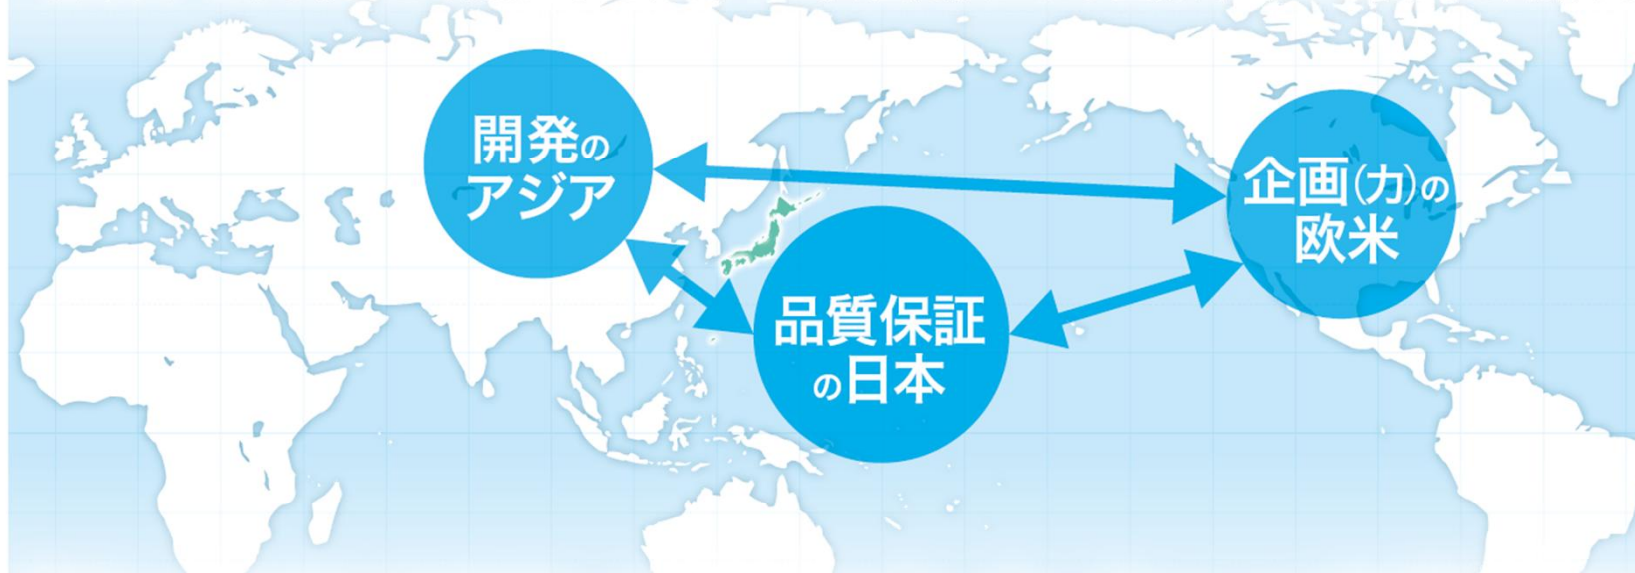 開発の
アジア
企画(力)の
欧米
品質保証
の日本